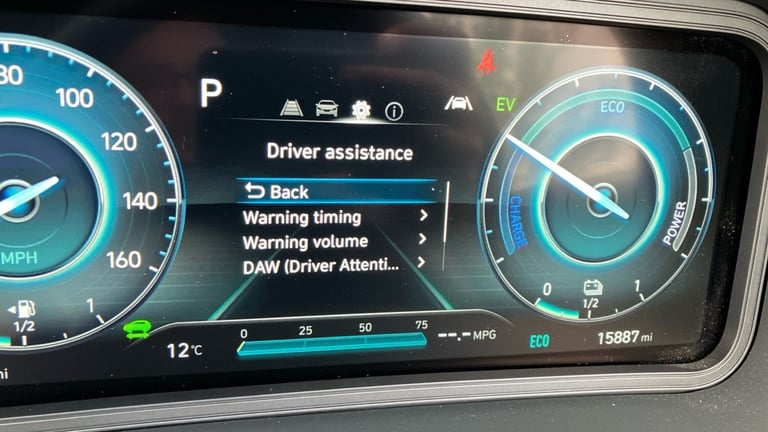 80
100
120
140
160
MPH
1/2
1
P
EV
Driver assistance
Back
Warning timing
Warning volume
DAW (Driver Attenti...
0 25 50 75
--.- MPG
12°C
ECO
CHARGE
POWER
0
1/2
1
ECO
15887 mi
mi